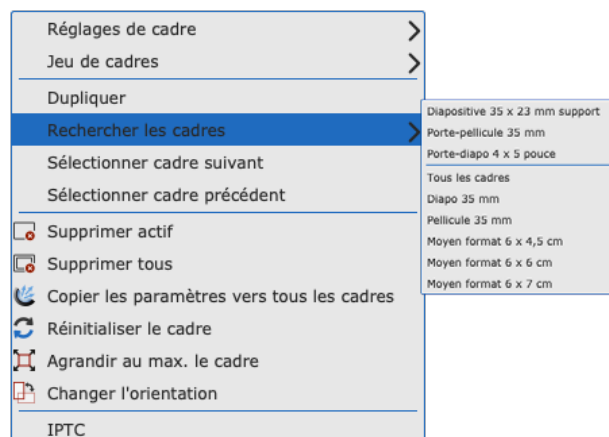 Réglages de cadre
Jeu de cadres
Dupliquer
Rechercher les cadres
Sélectionner cadre suivant
Sélectionner cadre précédent
Supprimer actif
Supprimer tous
Copier les paramètres vers tous les cadres
Réinitialiser le cadre
Agrandir au max. le cadre
Changer l'orientation
IPTC
Diapositive 35 x 23 mm support
Porte-pellicule 35 mm
Porte-diapo 4 x 5 pouce
Tous les cadres
Diapo 35 mm
Pellicule 35 mm
Moyen format 6 x 4,5 cm
Moyen format 6 x 6 cm
Moyen format 6 x 7 cm